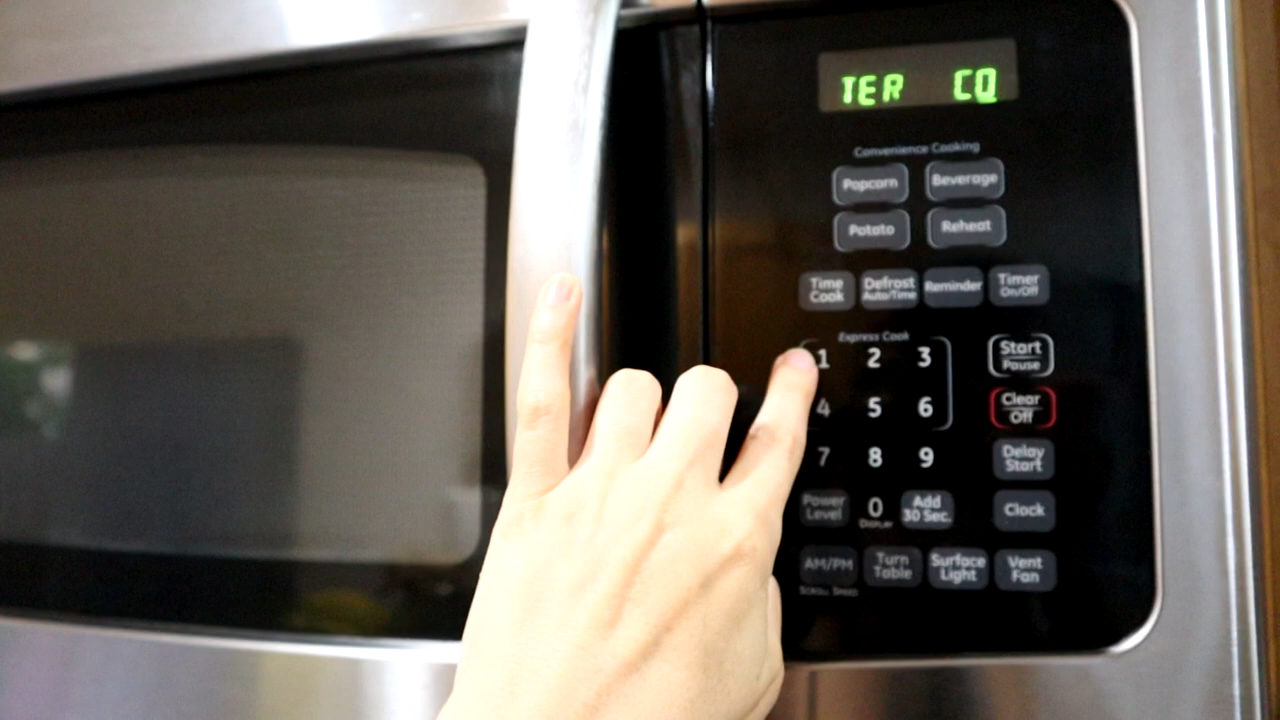 TER CQ
Convenience Cooking
Popcorn Beverage
Potato Reheat
Time Cook Defrost Auto/Time Reminder Timer On/Off
Express Cook
1 2 3 Start Pause
4 5 6 Clear Off
7 8 9 Delay Start
Power Level 0 Display Add 30 Sec. Clock
AM/PM Turn Table Surface Light Vent Fan
Scroll Speed